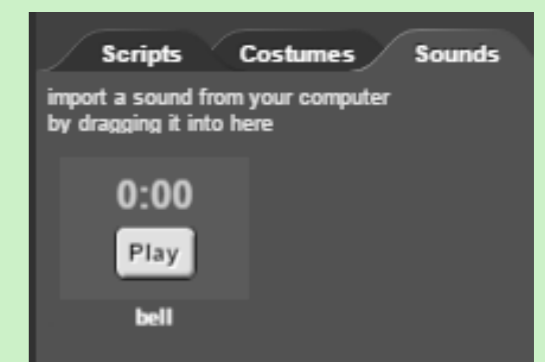 Scripts Costumes Sounds
import a sound from your computer
by dragging it into here
0:00
Play
bell